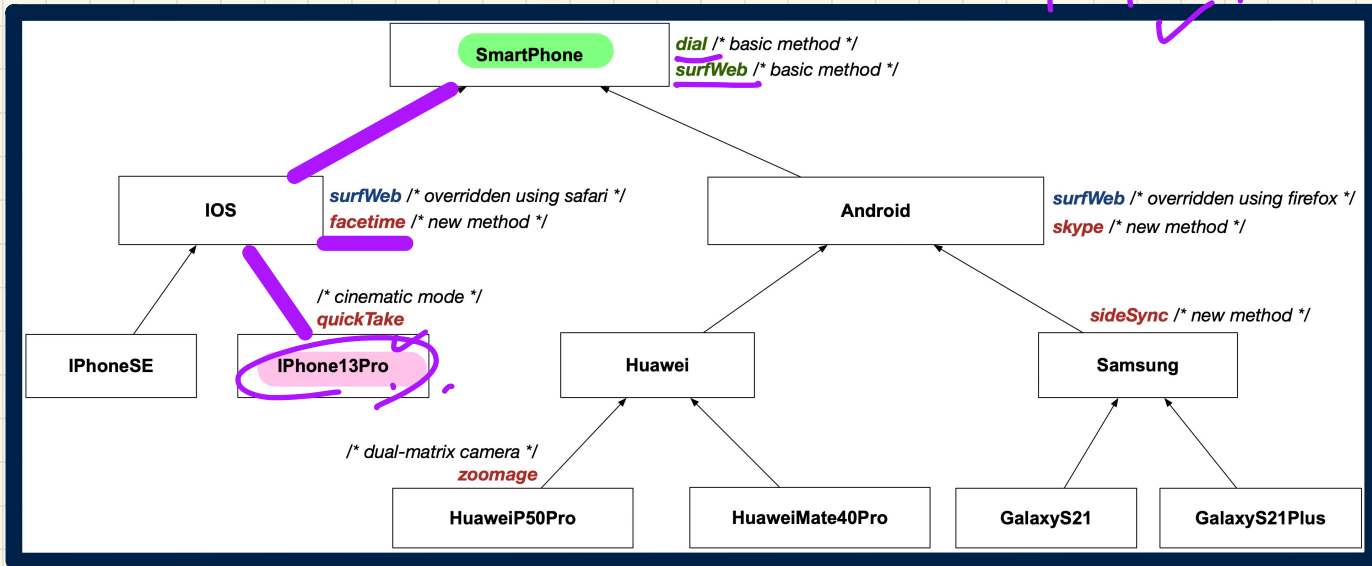 SmartPhone
dial /* basic method */
surfWeb /* basic method */
IOS
surfWeb /* overridden using safari */
facetime /* new method */
Android
surfWeb /* overridden using firefox */
skype /* new method */
/* cinematic mode */
quickTake
sideSync /* new method */
IPhoneSE
IPhone13Pro
Huawei
Samsung
/* dual-matrix camera */
zoomage
HuaweiP50Pro
HuaweiMate40Pro
GalaxyS21
GalaxyS21Plus